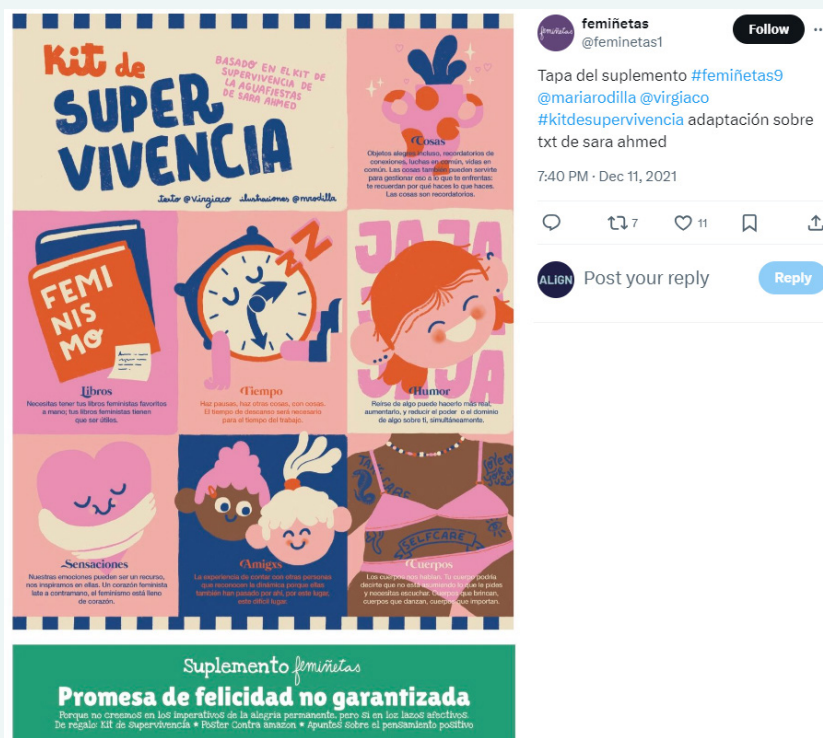 Kit de
SUPER
VIVENCIA
BASADO EN EL KIT DE
SUPERVIVENCIA DE
LA AGUAFIESTAS
DE SARA AHMED
texto @virgiaco ilustraciones @mrodilla
Cosas
Objetos alegres incluso, recordatorios de
conexiones, luchas en común, vidas en
común. Las cosas también pueden servirte
para gestionar eso a lo que te enfrentas:
te recuerdan por qué haces lo que haces.
Las cosas son recordatorios.
FEMI
NIS
MO
Libros
Necesitas tener tus libros feministas favoritos
a mano; tus libros feministas tienen
que ser útiles.
Z
Z
Tiempo
Haz pausas, haz otras cosas, con cosas.
El tiempo de descanso será necesario
para el tiempo del trabajo.
JAJA
JAJA
JAJA
Humor
Reírse de algo puede hacerlo más real,
aumentarlo, y reducir el poder o el dominio
de algo sobre ti, simultáneamente.
Sensaciones
Nuestras emociones pueden ser un recurso,
nos inspiramos en ellas. Un corazón feminista
late a contramano, el feminismo está lleno
de corazón.
Amigxs
La experiencia de contar con otras personas
que reconocen la dinámica porque ellas
también han pasado por ahí, por este lugar,
este difícil lugar.
TAKE CARE
LOVE
SELFCARE
Cuerpos
Los cuerpos nos hablan. Tu cuerpo podría
decirte que no está asumiendo lo que le pides
y necesitas escuchar. Cuerpos que brincan,
cuerpos que danzan, cuerpos que importan.
Suplemento femiñetas
Promesa de felicidad no garantizada
Porque no creemos en los imperativos de la alegría permanente, pero sí en los lazos afectivos.
De regalo: Kit de supervivencia * Poster Contra amazon * Apuntes sobre el pensamiento positivo
femiñetas
femiñetas
@feminetas1
Follow
Tapa del suplemento #femiñetas9
@mariarodilla @virgiaco
#kitdesupervivencia adaptación sobre
txt de sara ahmed
7:40 PM · Dec 11, 2021
7
11
ALiGN
Post your reply
Reply